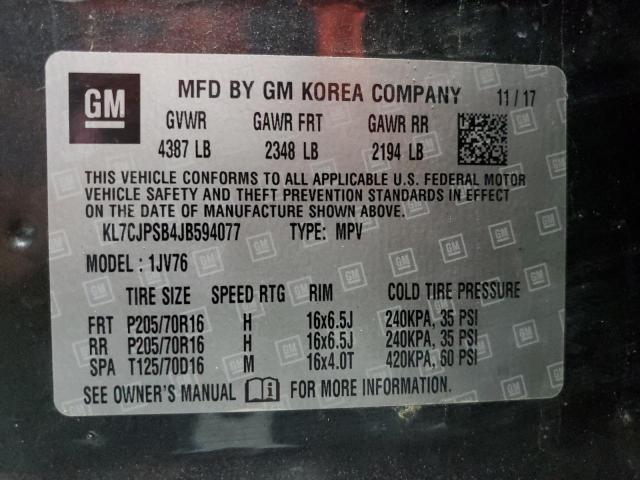 GM MFD BY GM KOREA COMPANY 11 / 17
GVWR GAWR FRT GAWR RR
4387 LB 2348 LB 2194 LB
THIS VEHICLE CONFORMS TO ALL APPLICABLE U.S. FEDERAL MOTOR
VEHICLE SAFETY AND THEFT PREVENTION STANDARDS IN EFFECT
ON THE DATE OF MANUFACTURE SHOWN ABOVE.
KL7CJPSB4JB594077 TYPE: MPV
MODEL: 1JV76
TIRE SIZE SPEED RTG RIM COLD TIRE PRESSURE
FRT P205/70R16 H 16x6.5J 240KPA, 35 PSI
RR P205/70R16 H 16x6.5J 240KPA, 35 PSI
SPA T125/70D16 M 16x4.0T 420KPA, 60 PSI
SEE OWNER'S MANUAL FOR MORE INFORMATION.